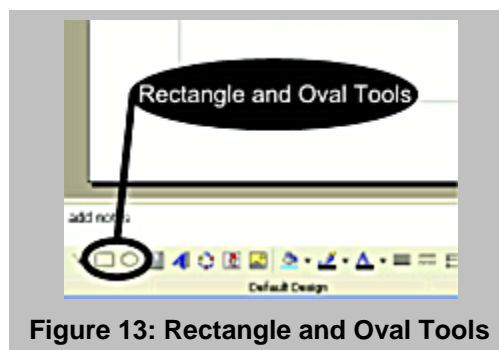 Rectangle and Oval Tools
add notes
Default Design
Figure 13: Rectangle and Oval Tools